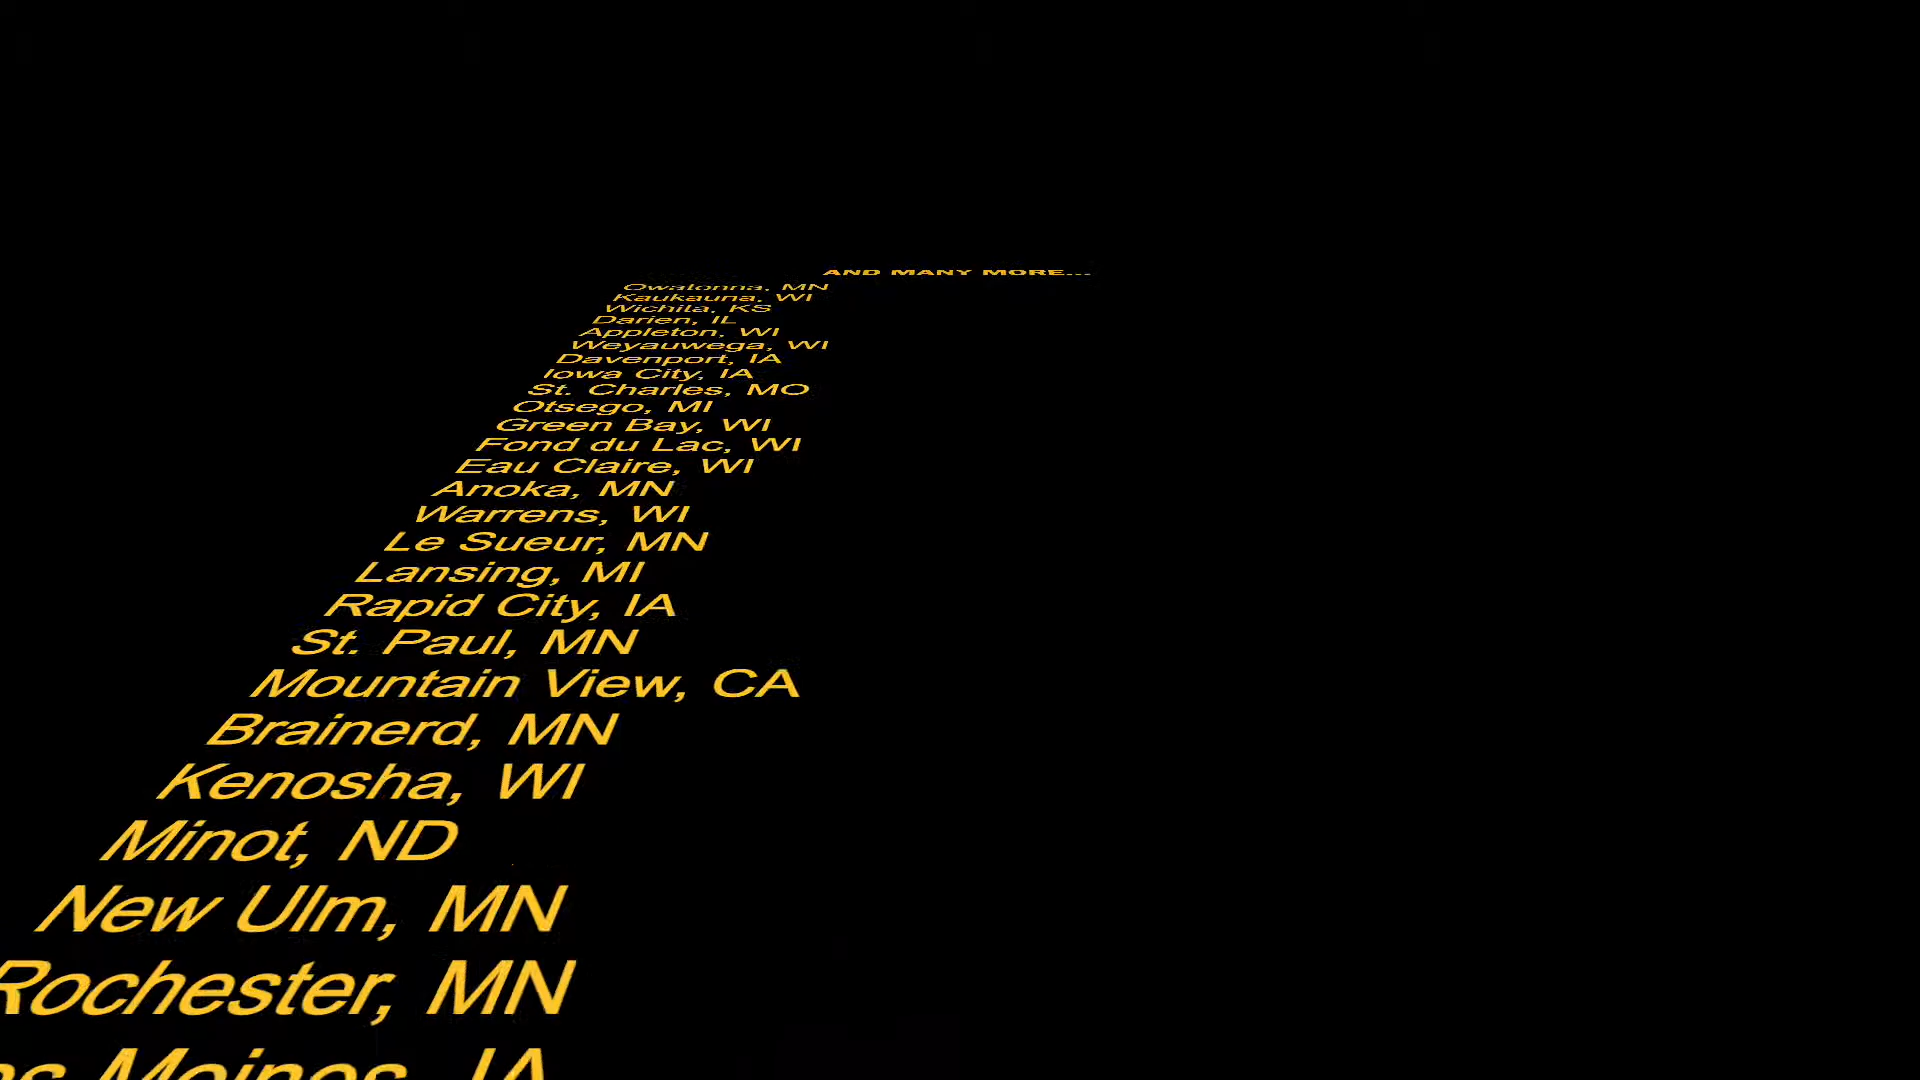 AND MANY MORE...
Owatonna, MN
Kaukauna, WI
Wichita, KS
Darien, IL
Appleton, WI
Weyauwega, WI
Davenport, IA
Iowa City, IA
St. Charles, MO
Otsego, MI
Green Bay, WI
Fond du Lac, WI
Eau Claire, WI
Anoka, MN
Warrens, WI
Le Sueur, MN
Lansing, MI
Rapid City, IA
St. Paul, MN
Mountain View, CA
Brainerd, MN
Kenosha, WI
Minot, ND
New Ulm, MN
Rochester, MN
Moines, IA